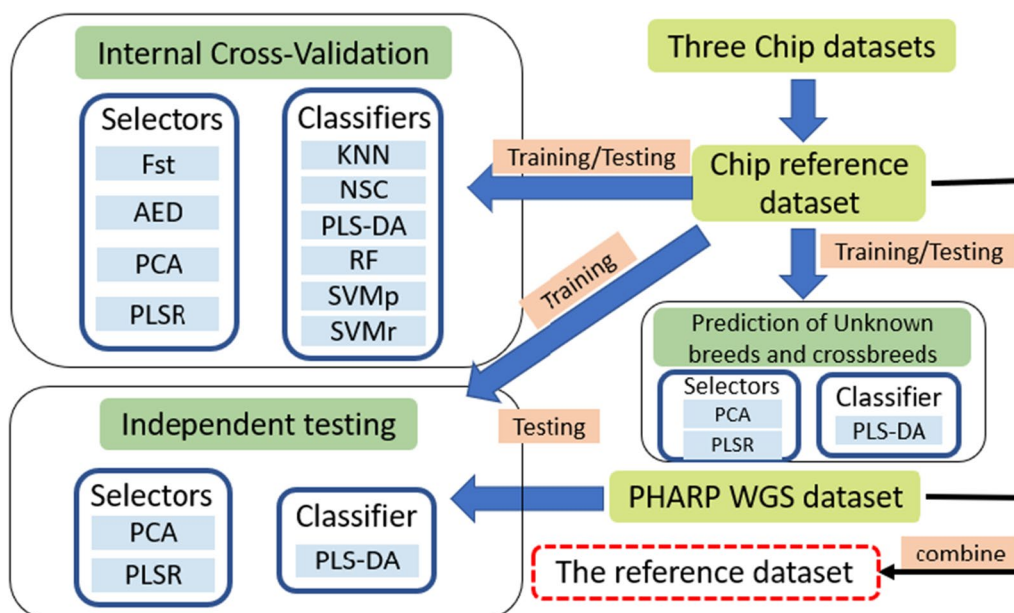 Internal Cross-Validation
Selectors
Fst
AED
PCA
PLSR
Classifiers
KNN
NSC
PLS-DA
RF
SVMp
SVMr
Three Chip datasets
Training/Testing
Chip reference
dataset
Training/Testing
Training
Prediction of Unknown
breeds and crossbreeds
Selectors
PCA
PLSR
Classifier
PLS-DA
Independent testing
Testing
Selectors
PCA
PLSR
Classifier
PLS-DA
PHARP WGS dataset
combine
The reference dataset